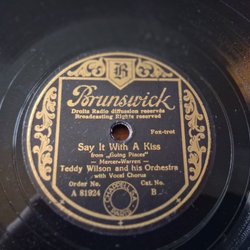 B
Brunswick
Droits Radio diffusion reservés
Broadcasting Rights reserved
Fox-trot
Say It With A Kiss
from „Going Places"
— Mercer-Warren —
Teddy Wilson and his Orchestra
with Vocal Chorus
Order No. Cat. No.
A 81924 B